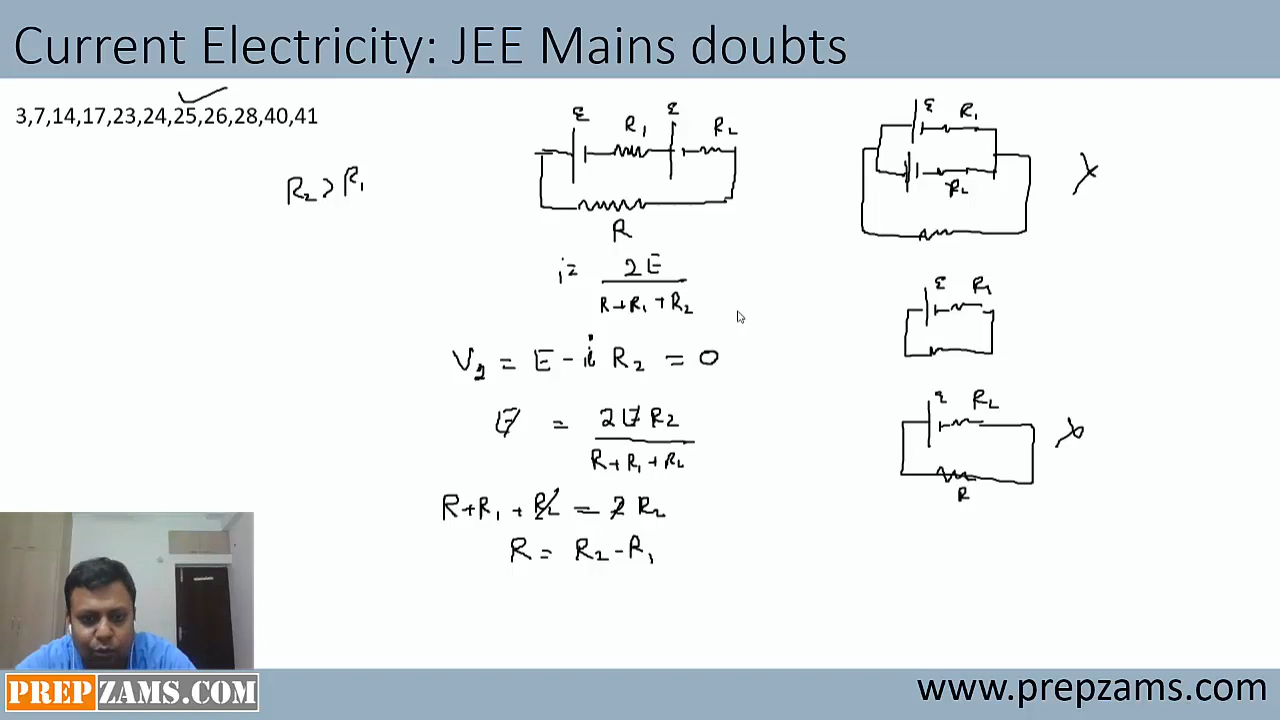 Current Electricity: JEE Mains doubts
3,7,14,17,23,24,25,26,28,40,41
R₂ > R₁
ε R₁ ε R₂
R
i = 2E / (R + R₁ + R₂)
V₂ = E - i R₂ = 0
E = 2E R₂ / (R + R₁ + R₂)
R + R₁ + R₂ = 2 R₂
R = R₂ - R₁
ε R₁
R₂
ε R₁
ε R₂
R
PREPZAMS.COM
www.prepzams.com